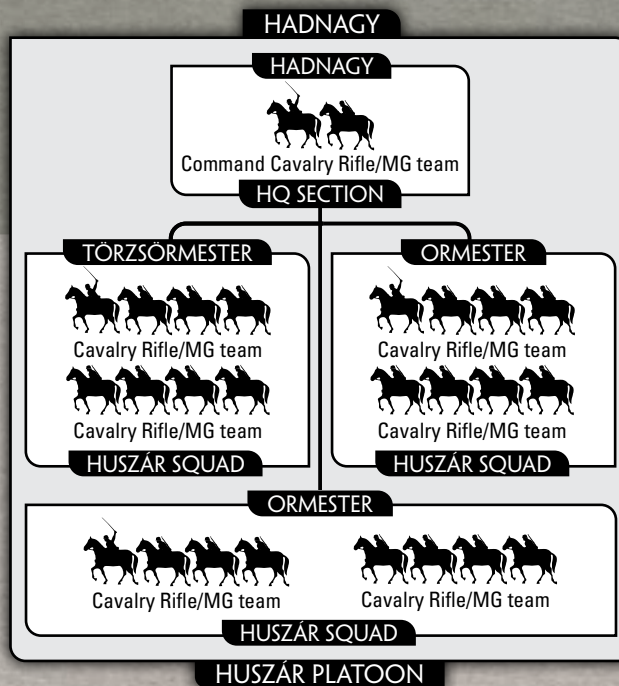 HADNAGY
HADNAGY
Command Cavalry Rifle/MG team
HQ SECTION
TÖRZSÖRMESTER
Cavalry Rifle/MG team
Cavalry Rifle/MG team
HUSZÁR SQUAD
ORMESTER
Cavalry Rifle/MG team
Cavalry Rifle/MG team
HUSZÁR SQUAD
ORMESTER
Cavalry Rifle/MG team
Cavalry Rifle/MG team
HUSZÁR SQUAD
HUSZÁR PLATOON